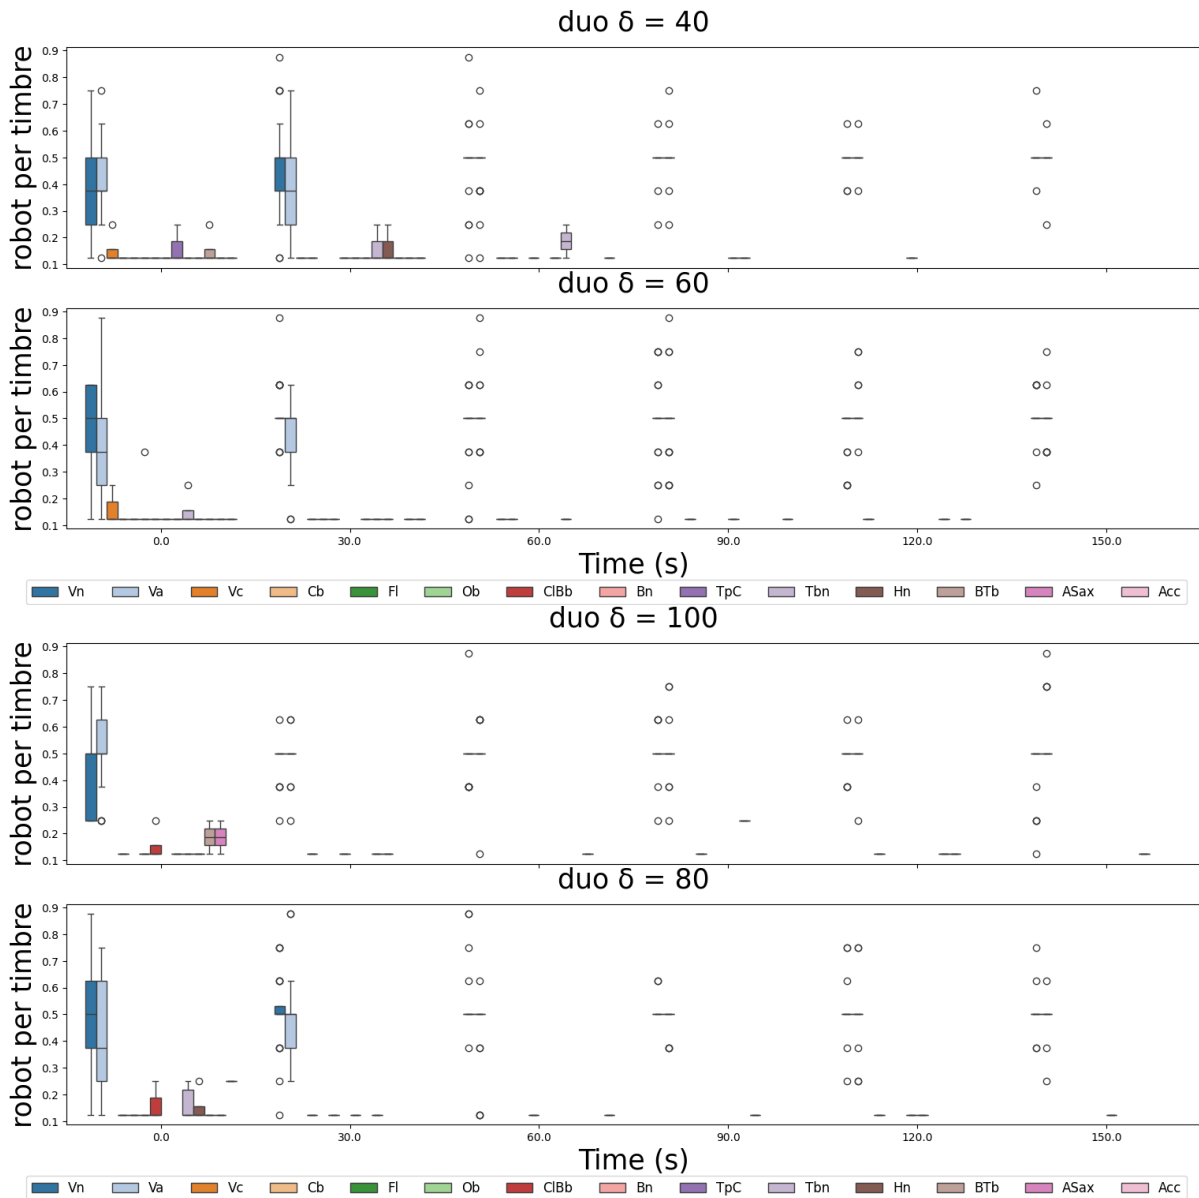 duo δ = 40
robot per timbre
0.9
0.8
0.7
0.6
0.5
0.4
0.3
0.2
0.1
duo δ = 60
robot per timbre
0.9
0.8
0.7
0.6
0.5
0.4
0.3
0.2
0.1
0.0 30.0 60.0 90.0 120.0 150.0
Time (s)
Vn Va Vc Cb Fl Ob ClBb Bn TpC Tbn Hn BTb ASax Acc
duo δ = 100
robot per timbre
0.9
0.8
0.7
0.6
0.5
0.4
0.3
0.2
0.1
duo δ = 80
robot per timbre
0.9
0.8
0.7
0.6
0.5
0.4
0.3
0.2
0.1
0.0 30.0 60.0 90.0 120.0 150.0
Time (s)
Vn Va Vc Cb Fl Ob ClBb Bn TpC Tbn Hn BTb ASax Acc